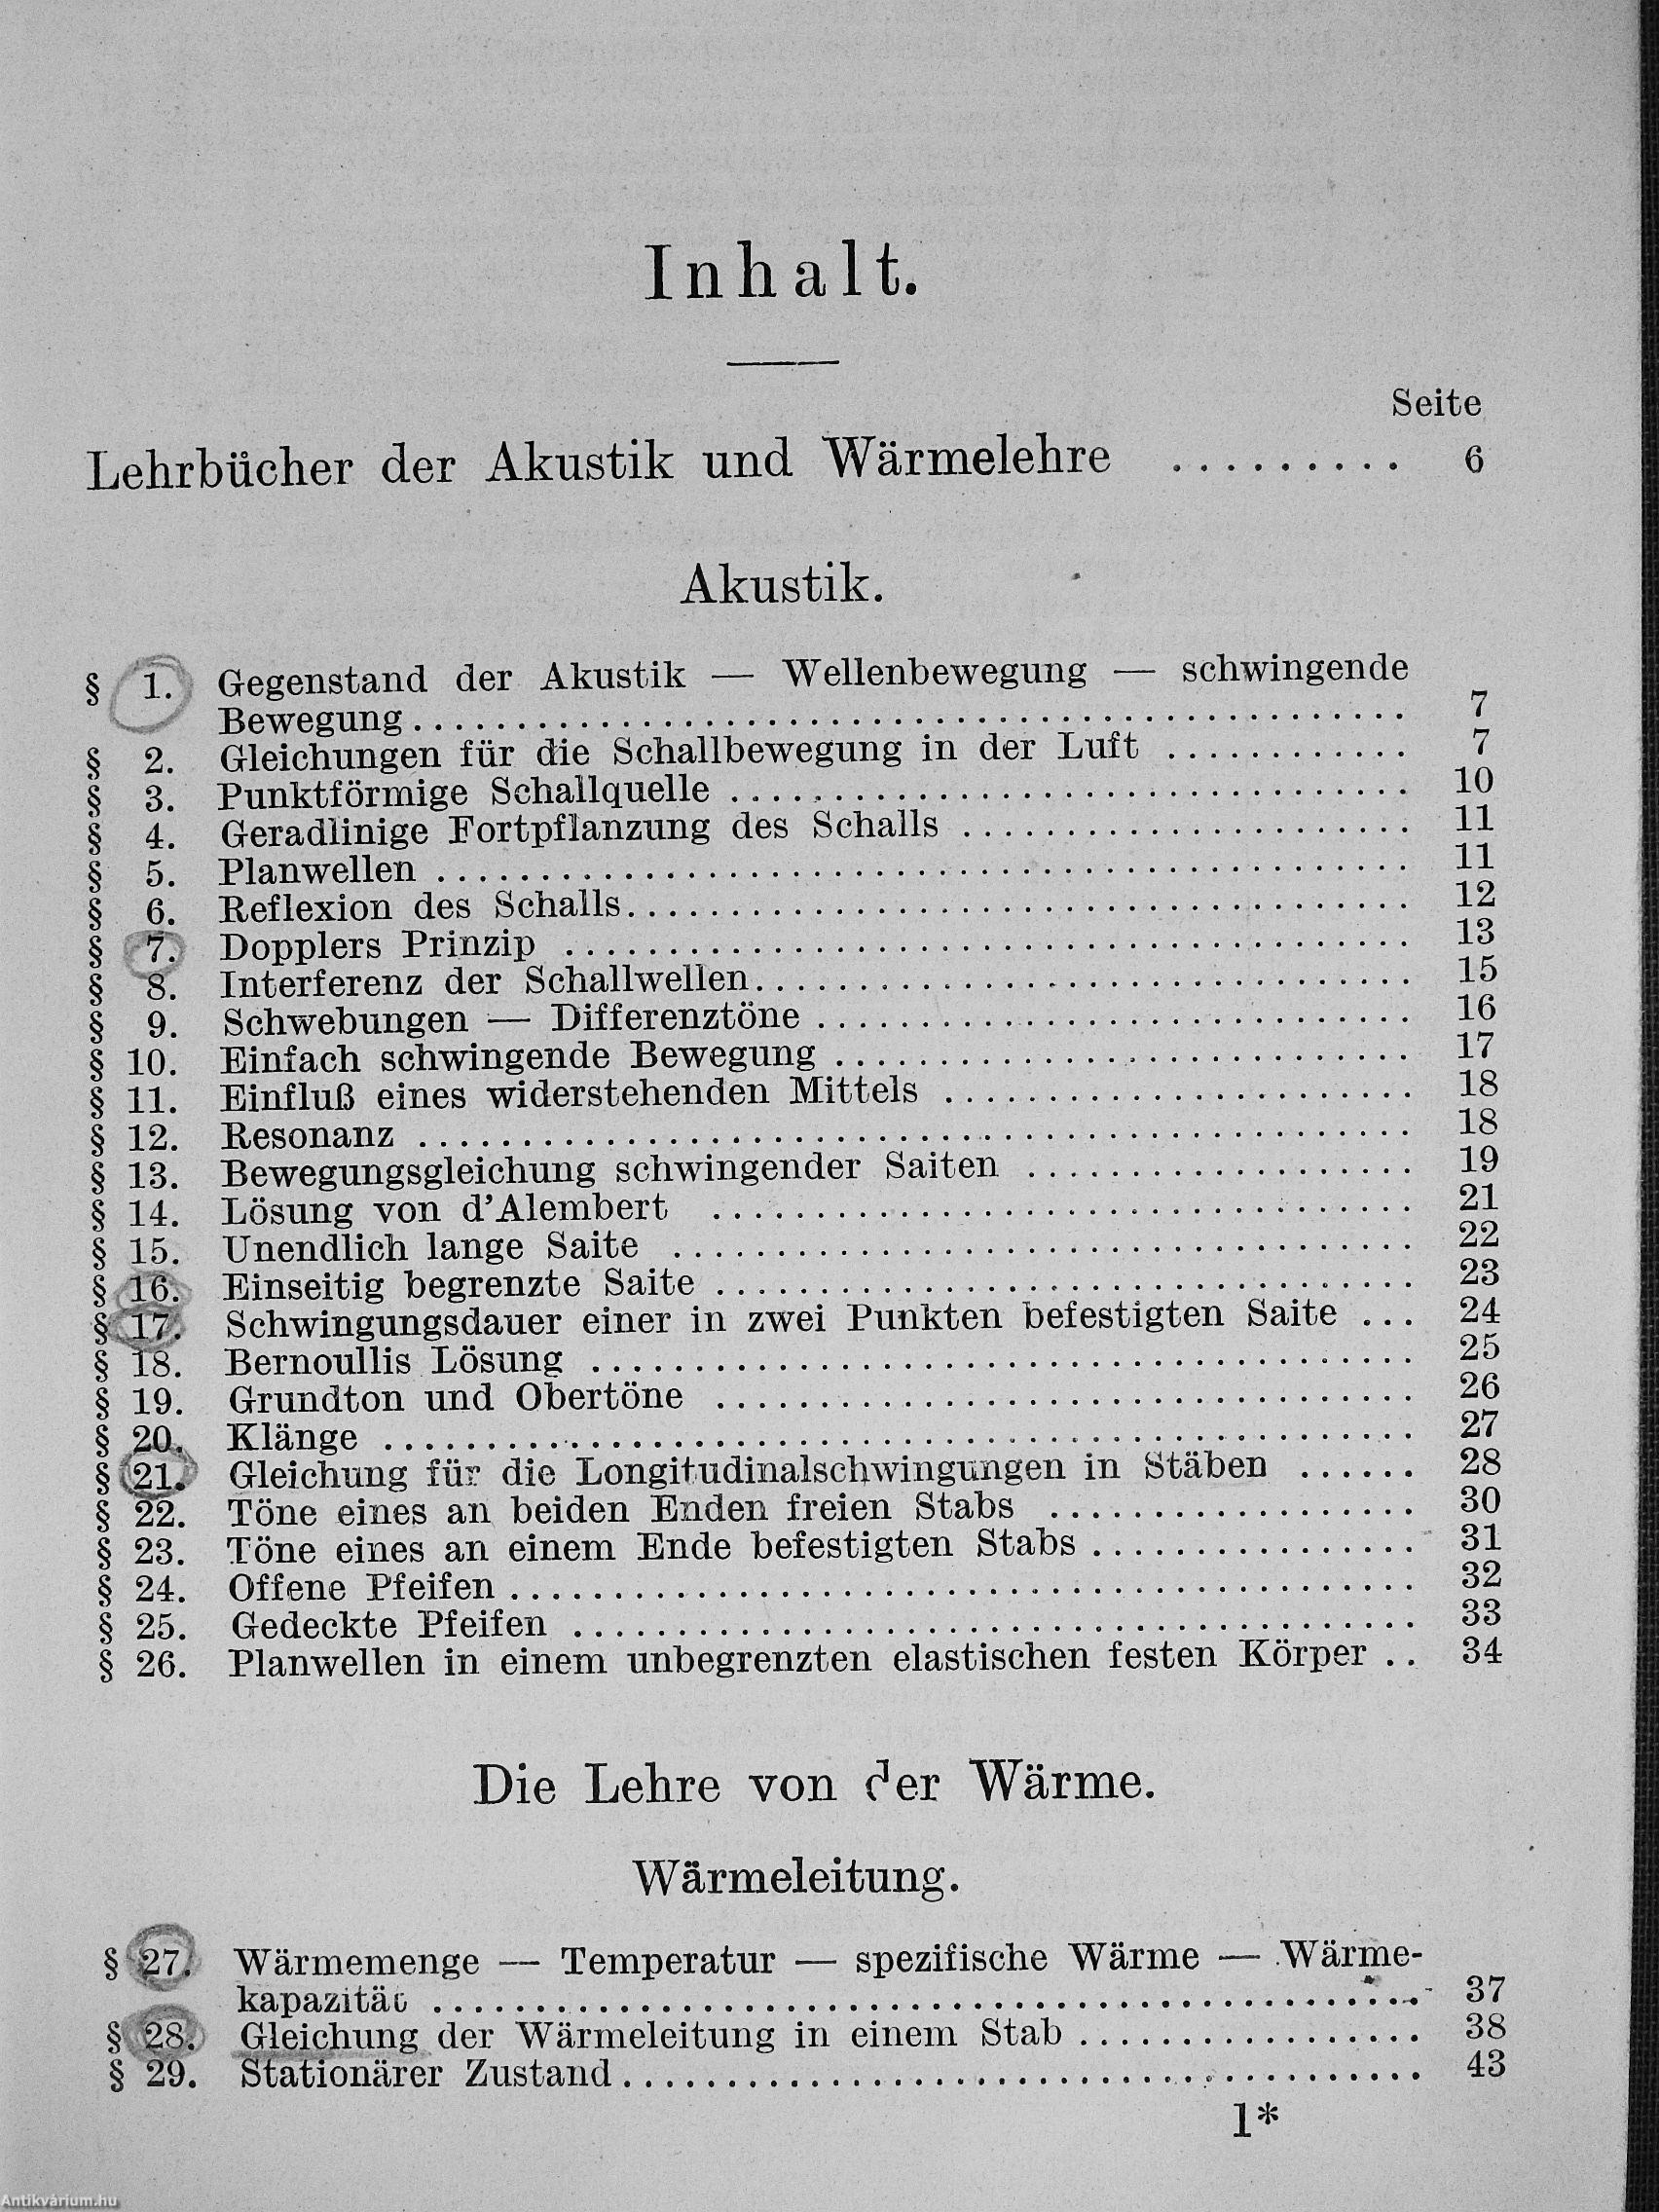 Inhalt.
Seite
Lehrbücher der Akustik und Wärmelehre ......... 6
Akustik.
§ 1. Gegenstand der Akustik — Wellenbewegung — schwingende
Bewegung ........ 7
§ 2. Gleichungen für die Schallbewegung in der Luft ........ 7
§ 3. Punktförmige Schallquelle ........ 10
§ 4. Geradlinige Fortpflanzung des Schalls ........ 11
§ 5. Planwellen ........ 11
§ 6. Reflexion des Schalls ........ 12
§ 7. Dopplers Prinzip ........ 13
§ 8. Interferenz der Schallwellen ........ 15
§ 9. Schwebungen — Differenztöne ........ 16
§ 10. Einfach schwingende Bewegung ........ 17
§ 11. Einfluß eines widerstehenden Mittels ........ 18
§ 12. Resonanz ........ 18
§ 13. Bewegungsgleichung schwingender Saiten ........ 19
§ 14. Lösung von d'Alembert ........ 21
§ 15. Unendlich lange Saite ........ 22
§ 16. Einseitig begrenzte Saite ........ 23
§ 17. Schwingungsdauer einer in zwei Punkten befestigten Saite ... 24
§ 18. Bernoullis Lösung ........ 25
§ 19. Grundton und Obertöne ........ 26
§ 20. Klänge ........ 27
§ 21. Gleichung für die Longitudinalschwingungen in Stäben ...... 28
§ 22. Töne eines an beiden Enden freien Stabs ........ 30
§ 23. Töne eines an einem Ende befestigten Stabs ........ 31
§ 24. Offene Pfeifen ........ 32
§ 25. Gedeckte Pfeifen ........ 33
§ 26. Planwellen in einem unbegrenzten elastischen festen Körper .. 34
Die Lehre von der Wärme.
Wärmeleitung.
§ 27. Wärmemenge — Temperatur — spezifische Wärme — Wärme-
kapazität ........ 37
§ 28. Gleichung der Wärmeleitung in einem Stab ........ 38
§ 29. Stationärer Zustand ........ 43
1*
Antikvárium.hu